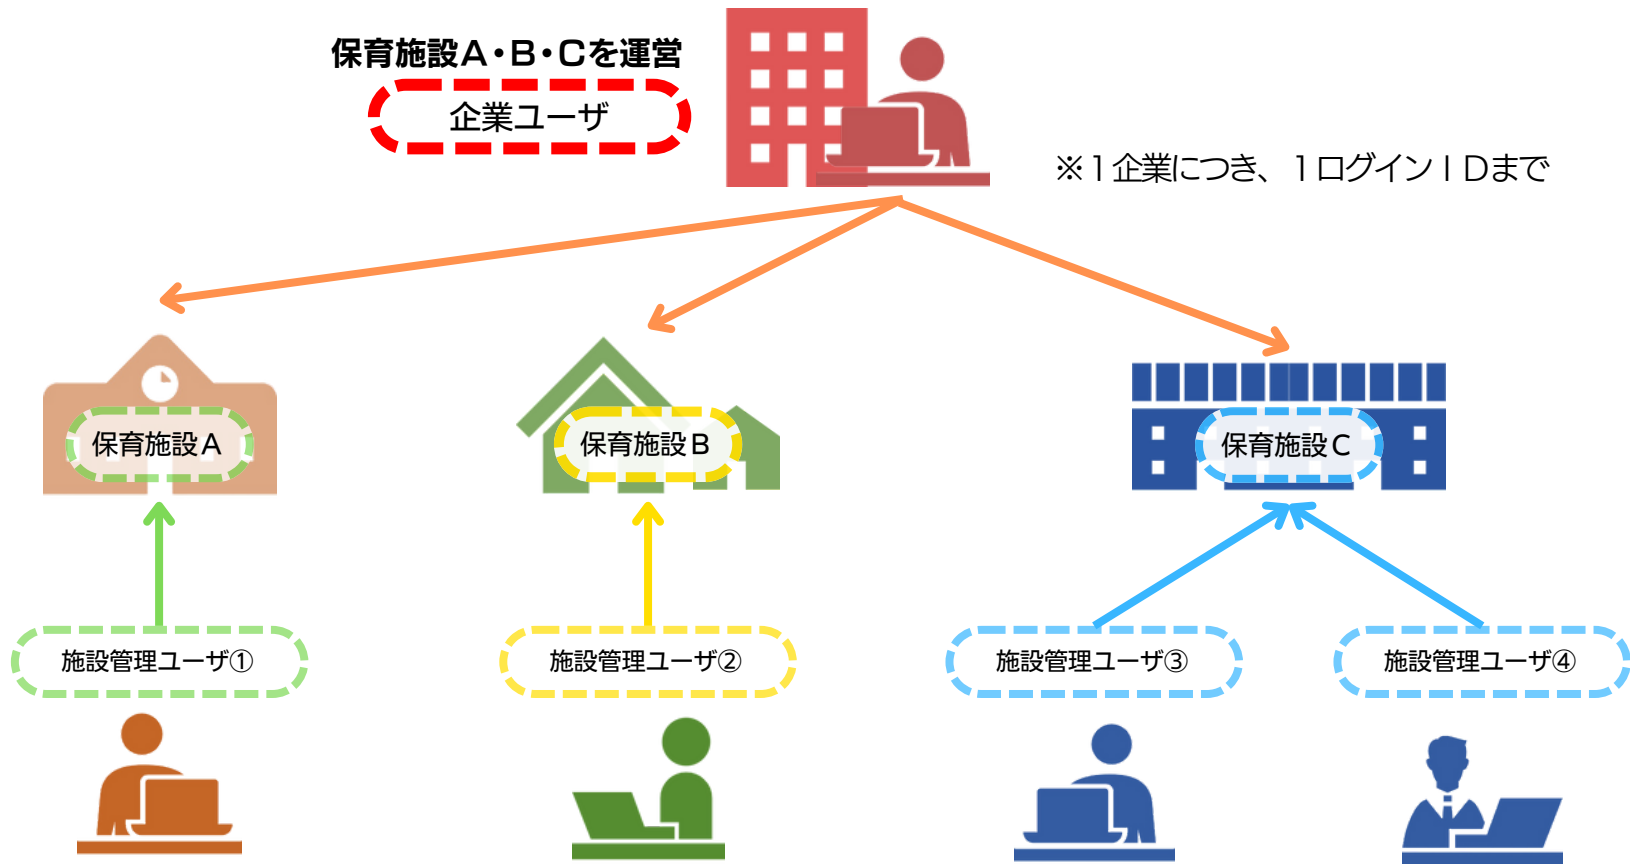 保育施設A・B・Cを運営
企業ユーザ
※１企業につき、１ログインＩＤまで
保育施設A
保育施設B
保育施設C
施設管理ユーザ①
施設管理ユーザ②
施設管理ユーザ③
施設管理ユーザ④